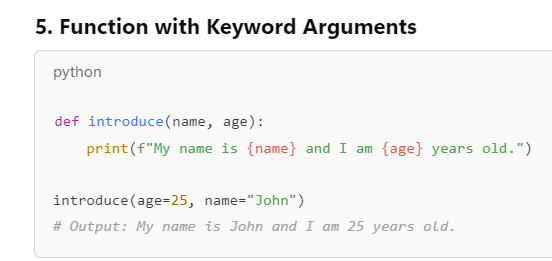 5. Function with Keyword Arguments
python
def introduce(name, age):
    print(f"My name is {name} and I am {age} years old.")
introduce(age=25, name="John")
# Output: My name is John and I am 25 years old.